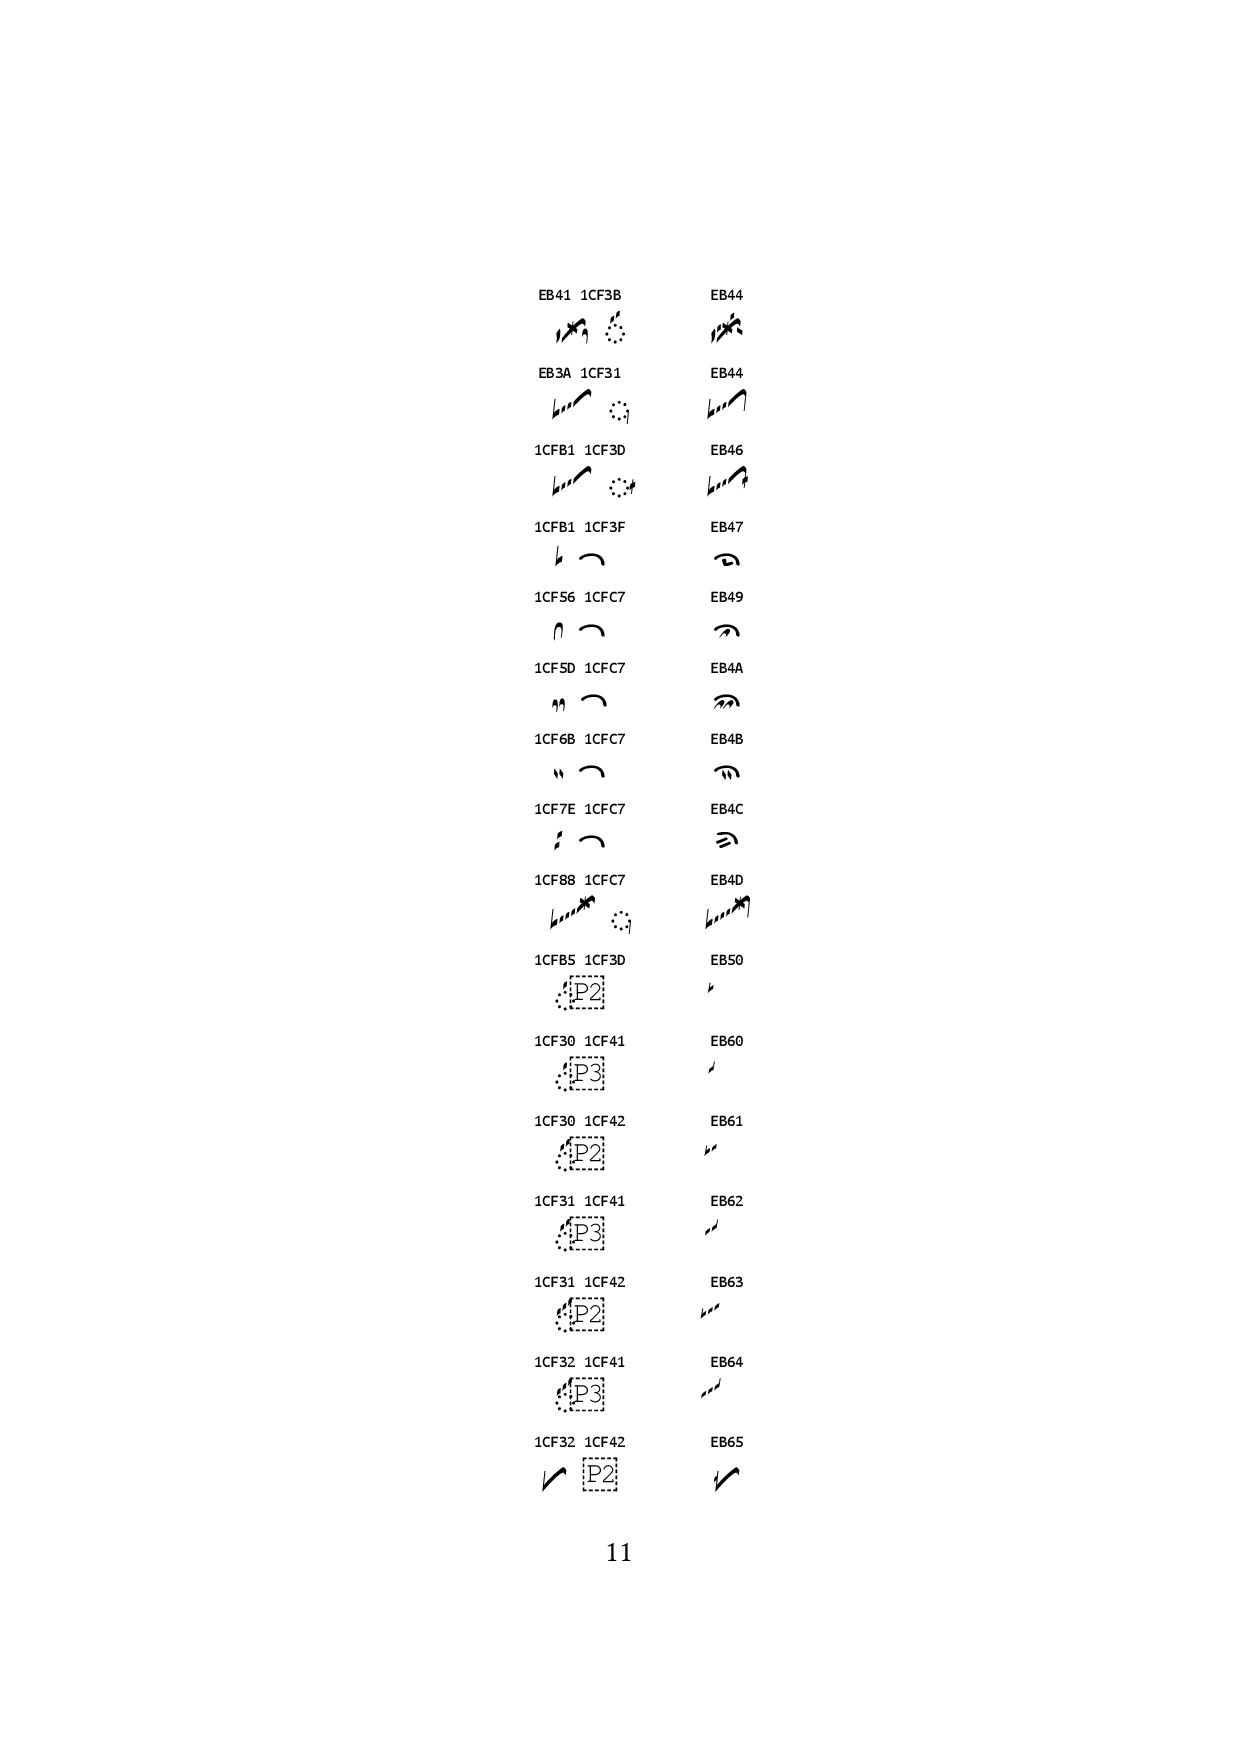 EB41 1CF3B EB44
EB3A 1CF31 EB44
1CFB1 1CF3D EB46
1CFB1 1CF3F EB47
1CF56 1CFC7 EB49
1CF5D 1CFC7 EB4A
1CF6B 1CFC7 EB4B
1CF7E 1CFC7 EB4C
1CF88 1CFC7 EB4D
1CFB5 1CF3D EB50
P2
1CF30 1CF41 EB60
P3
1CF30 1CF42 EB61
P2
1CF31 1CF41 EB62
P3
1CF31 1CF42 EB63
P2
1CF32 1CF41 EB64
P3
1CF32 1CF42 EB65
P2
11